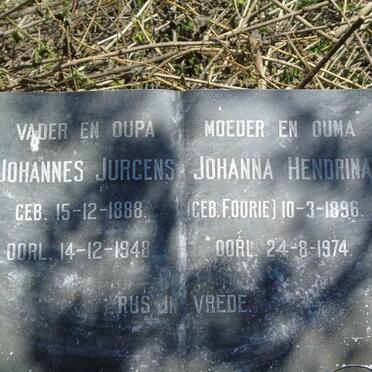 VADER EN OUPA
JOHANNES JURGENS
GEB. 15-12-1888.
OORL. 14-12-1948
MOEDER EN OUMA
JOHANNA HENDRINA
(GEB. FOURIE) 10-3-1896.
OORL. 24-8-1974
RUS IN VREDE.